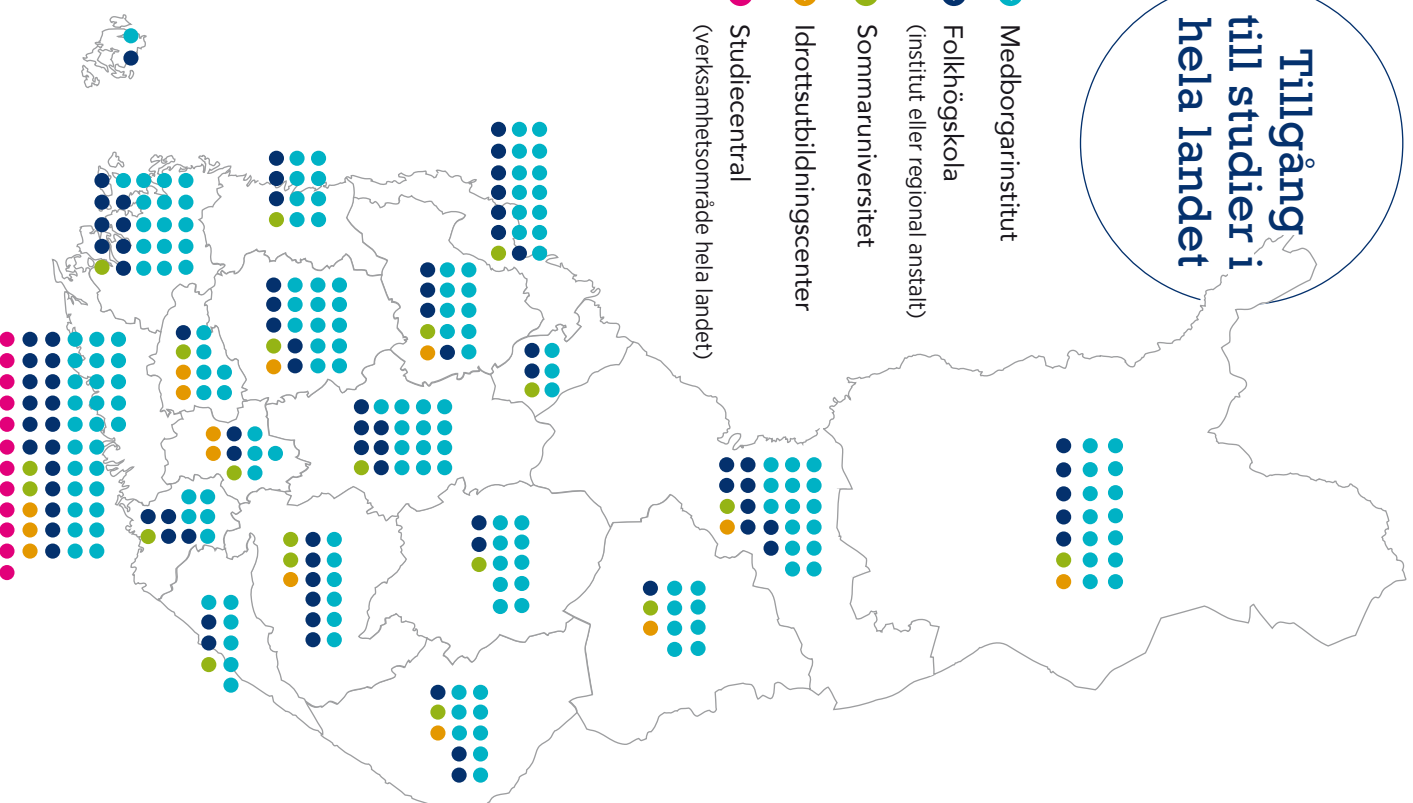 Tillgång
till studier i
hela landet
Medborgarinstitut
Folkhögskola
(institut eller regional anstalt)
Sommaruniversitet
Idrottsutbildningscenter
Studiecentral
(verksamhetsområde hela landet)